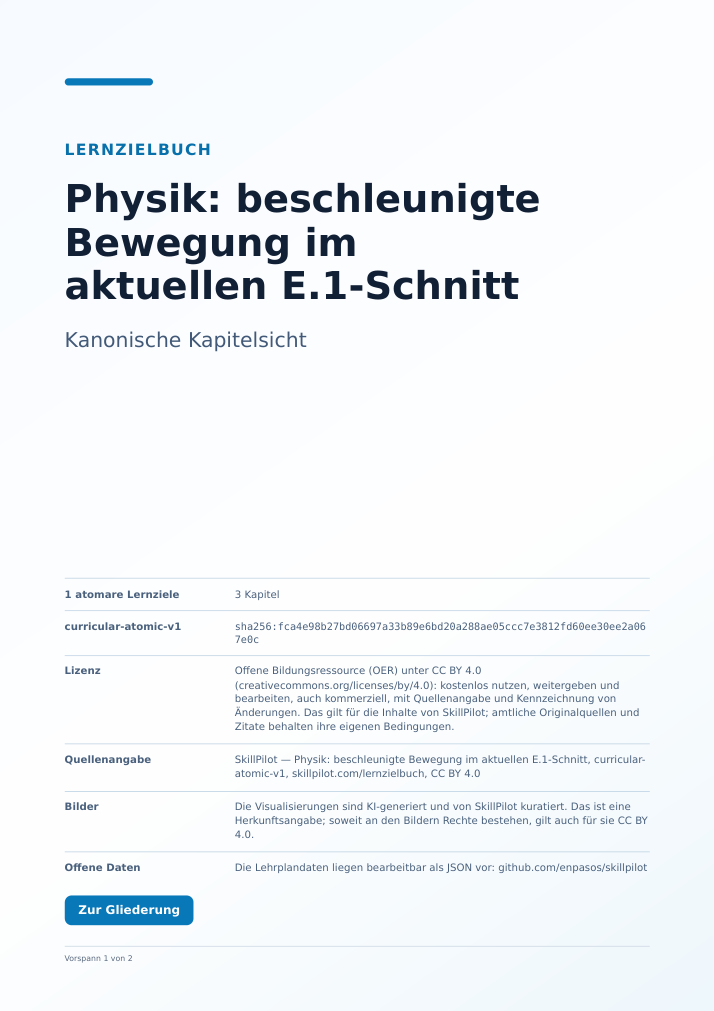 LERNZIELBUCH
Physik: beschleunigte
Bewegung im
aktuellen E.1-Schnitt
Kanonische Kapitelsicht
1 atomare Lernziele 3 Kapitel
curricular-atomic-v1 sha256:fca4e98b27bd06697a33b89e6bd20a288ae05ccc7e3812fd60ee30ee2a06
7e0c
Lizenz Offene Bildungsressource (OER) unter CC BY 4.0
(creativecommons.org/licenses/by/4.0): kostenlos nutzen, weitergeben und
bearbeiten, auch kommerziell, mit Quellenangabe und Kennzeichnung von
Änderungen. Das gilt für die Inhalte von SkillPilot; amtliche Originalquellen und
Zitate behalten ihre eigenen Bedingungen.
Quellenangabe SkillPilot — Physik: beschleunigte Bewegung im aktuellen E.1-Schnitt, curricular-
atomic-v1, skillpilot.com/lernzielbuch, CC BY 4.0
Bilder Die Visualisierungen sind KI-generiert und von SkillPilot kuratiert. Das ist eine
Herkunftsangabe; soweit an den Bildern Rechte bestehen, gilt auch für sie CC BY
4.0.
Offene Daten Die Lehrplandaten liegen bearbeitbar als JSON vor: github.com/enpasos/skillpilot
Zur Gliederung
Vorspann 1 von 2